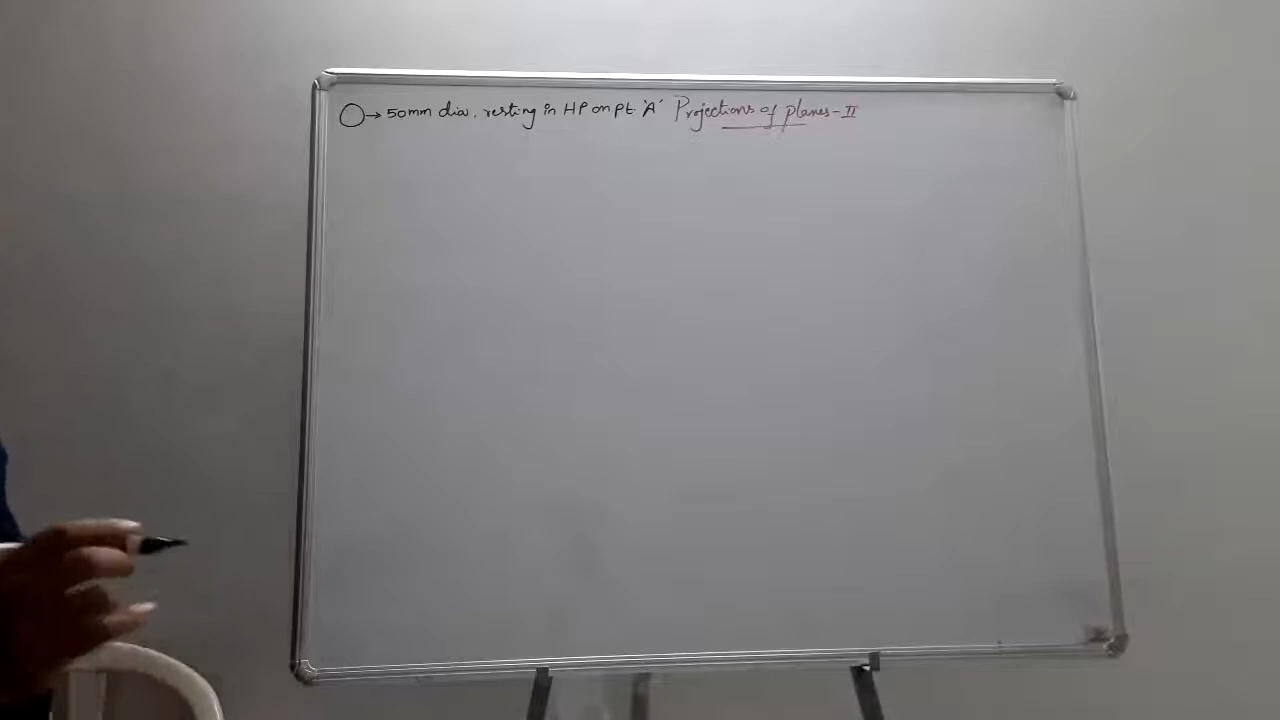 O→ 50mm dia. resting in HP on pt. 'A' Projections of planes-II